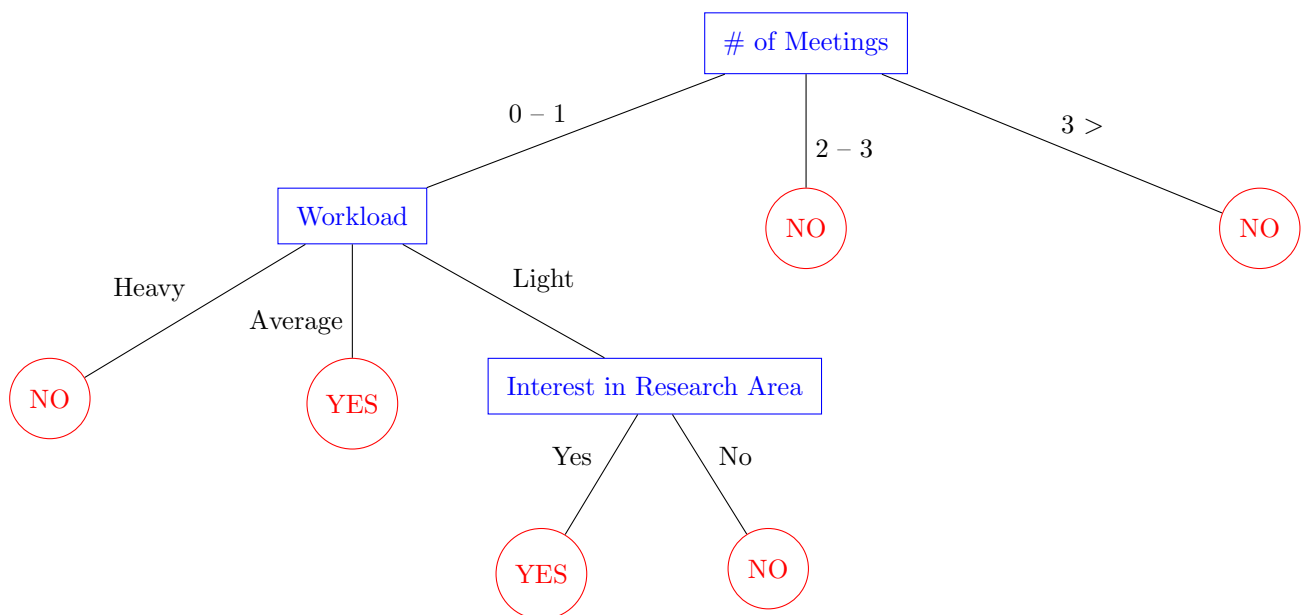 # of Meetings
0 – 1
2 – 3
3 >
Workload
NO
NO
Heavy
Average
Light
NO
YES
Interest in Research Area
Yes
No
YES
NO